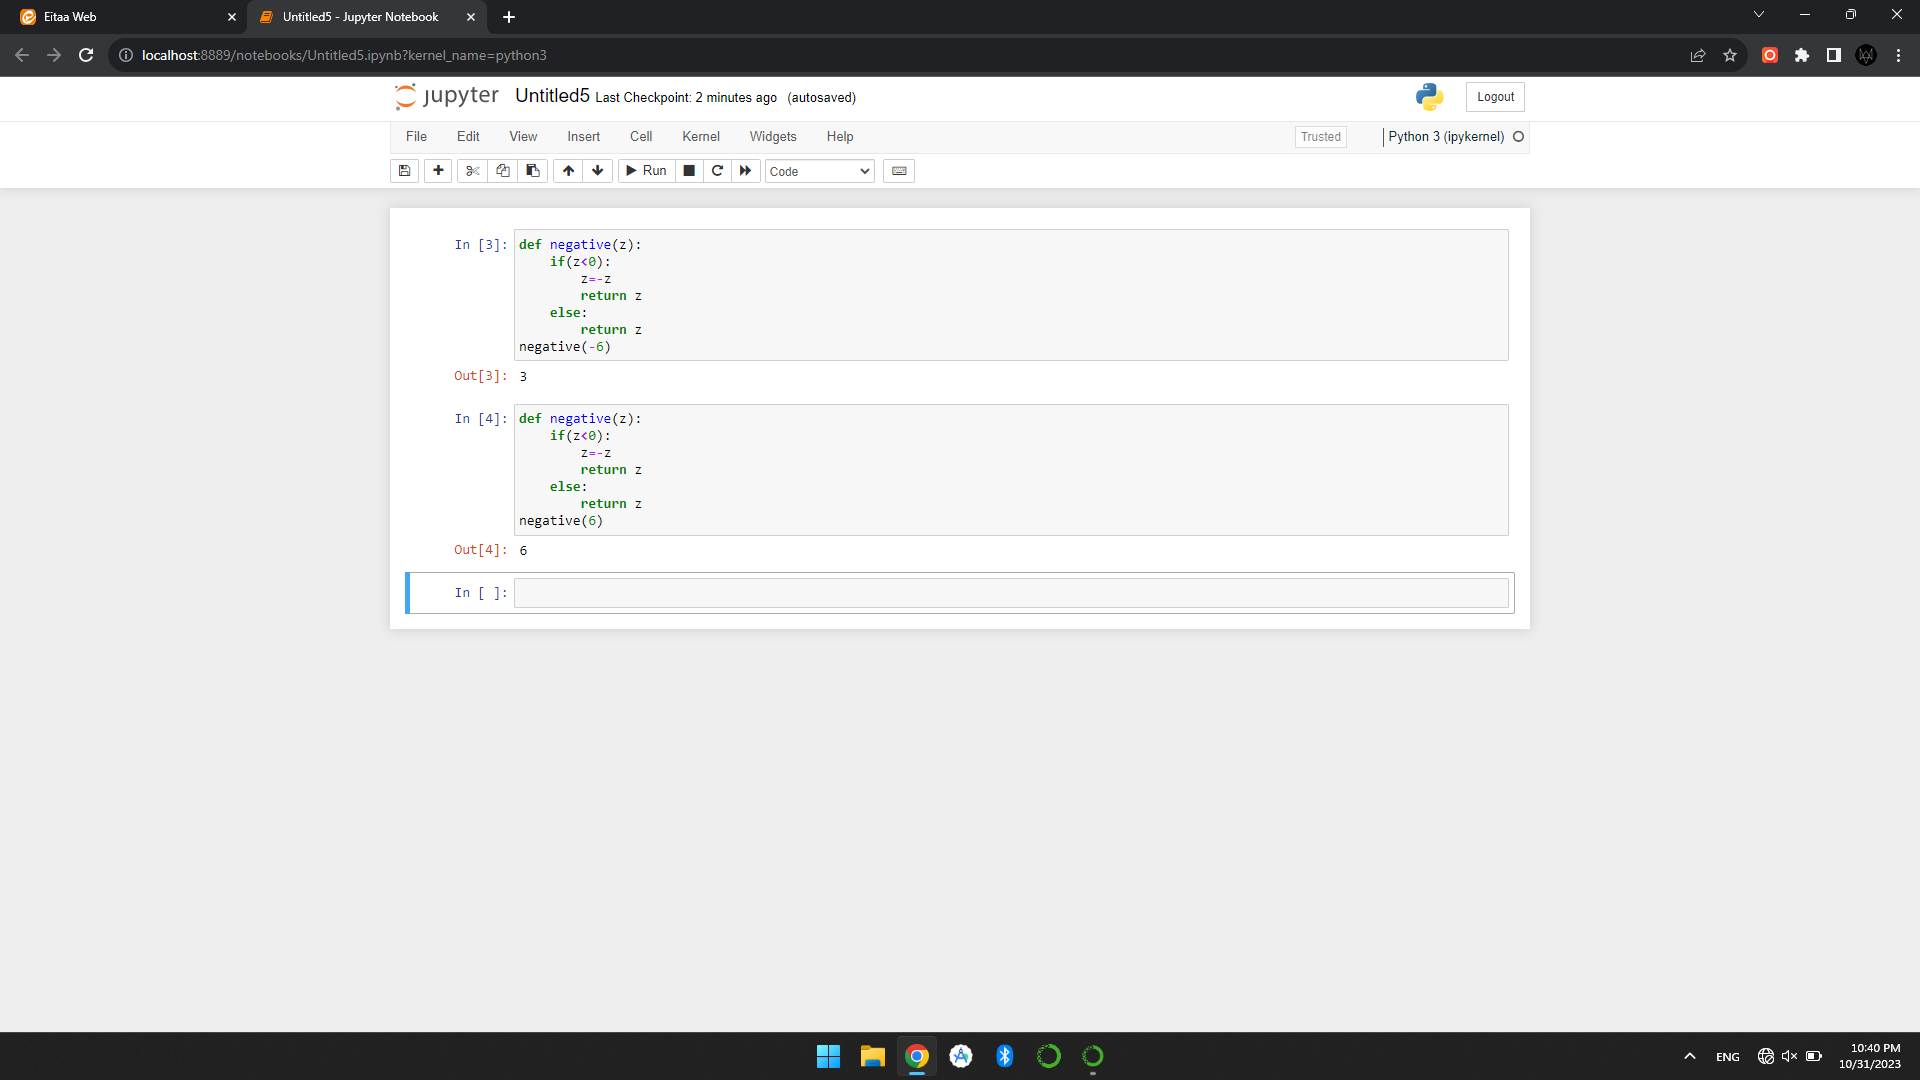 Eitaa Web
Untitled5 - Jupyter Notebook
localhost:8889/notebooks/Untitled5.ipynb?kernel_name=python3
jupyter Untitled5 Last Checkpoint: 2 minutes ago (autosaved)
Logout
File Edit View Insert Cell Kernel Widgets Help
Trusted
Python 3 (ipykernel)
Run
Code
In [3]: def negative(z):
    if(z<0):
        z=-z
        return z
    else:
        return z
negative(-6)
Out[3]: 3
In [4]: def negative(z):
    if(z<0):
        z=-z
        return z
    else:
        return z
negative(6)
Out[4]: 6
In [ ]:
ENG
10:40 PM
10/31/2023